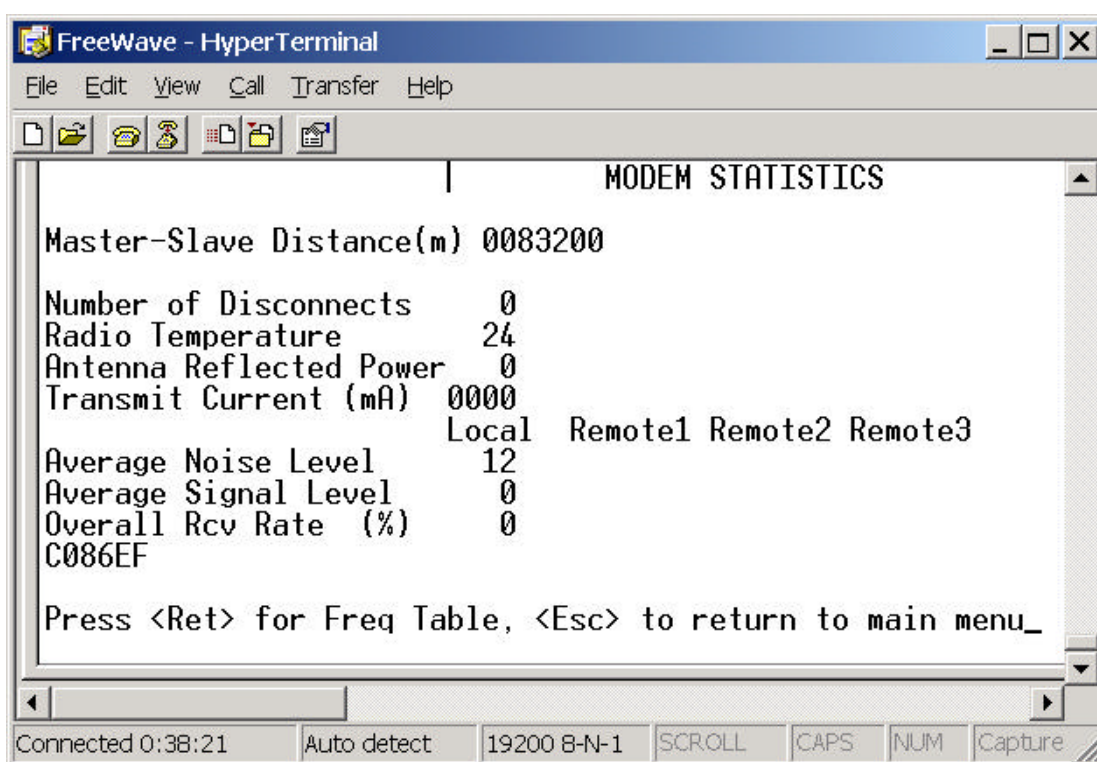 FreeWave - HyperTerminal
File Edit View Call Transfer Help
MODEM STATISTICS
Master-Slave Distance(m) 0083200
Number of Disconnects 0
Radio Temperature 24
Antenna Reflected Power 0
Transmit Current (mA) 0000
Local Remote1 Remote2 Remote3
Average Noise Level 12
Average Signal Level 0
Overall Rcv Rate (%) 0
C086EF
Press <Ret> for Freq Table, <Esc> to return to main menu_
Connected 0:38:21 Auto detect 19200 8-N-1 SCROLL CAPS NUM Capture